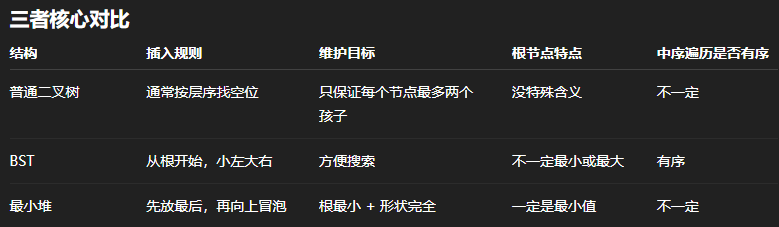 三者核心对比
结构 插入规则 维护目标 根节点特点 中序遍历是否有序
普通二叉树 通常按层序找空位 只保证每个节点最多两个 没特殊含义 不一定
孩子
BST 从根开始，小左大右 方便搜索 不一定最小或最大 有序
最小堆 先放最后，再向上冒泡 根最小 + 形状完全 一定是最小值 不一定